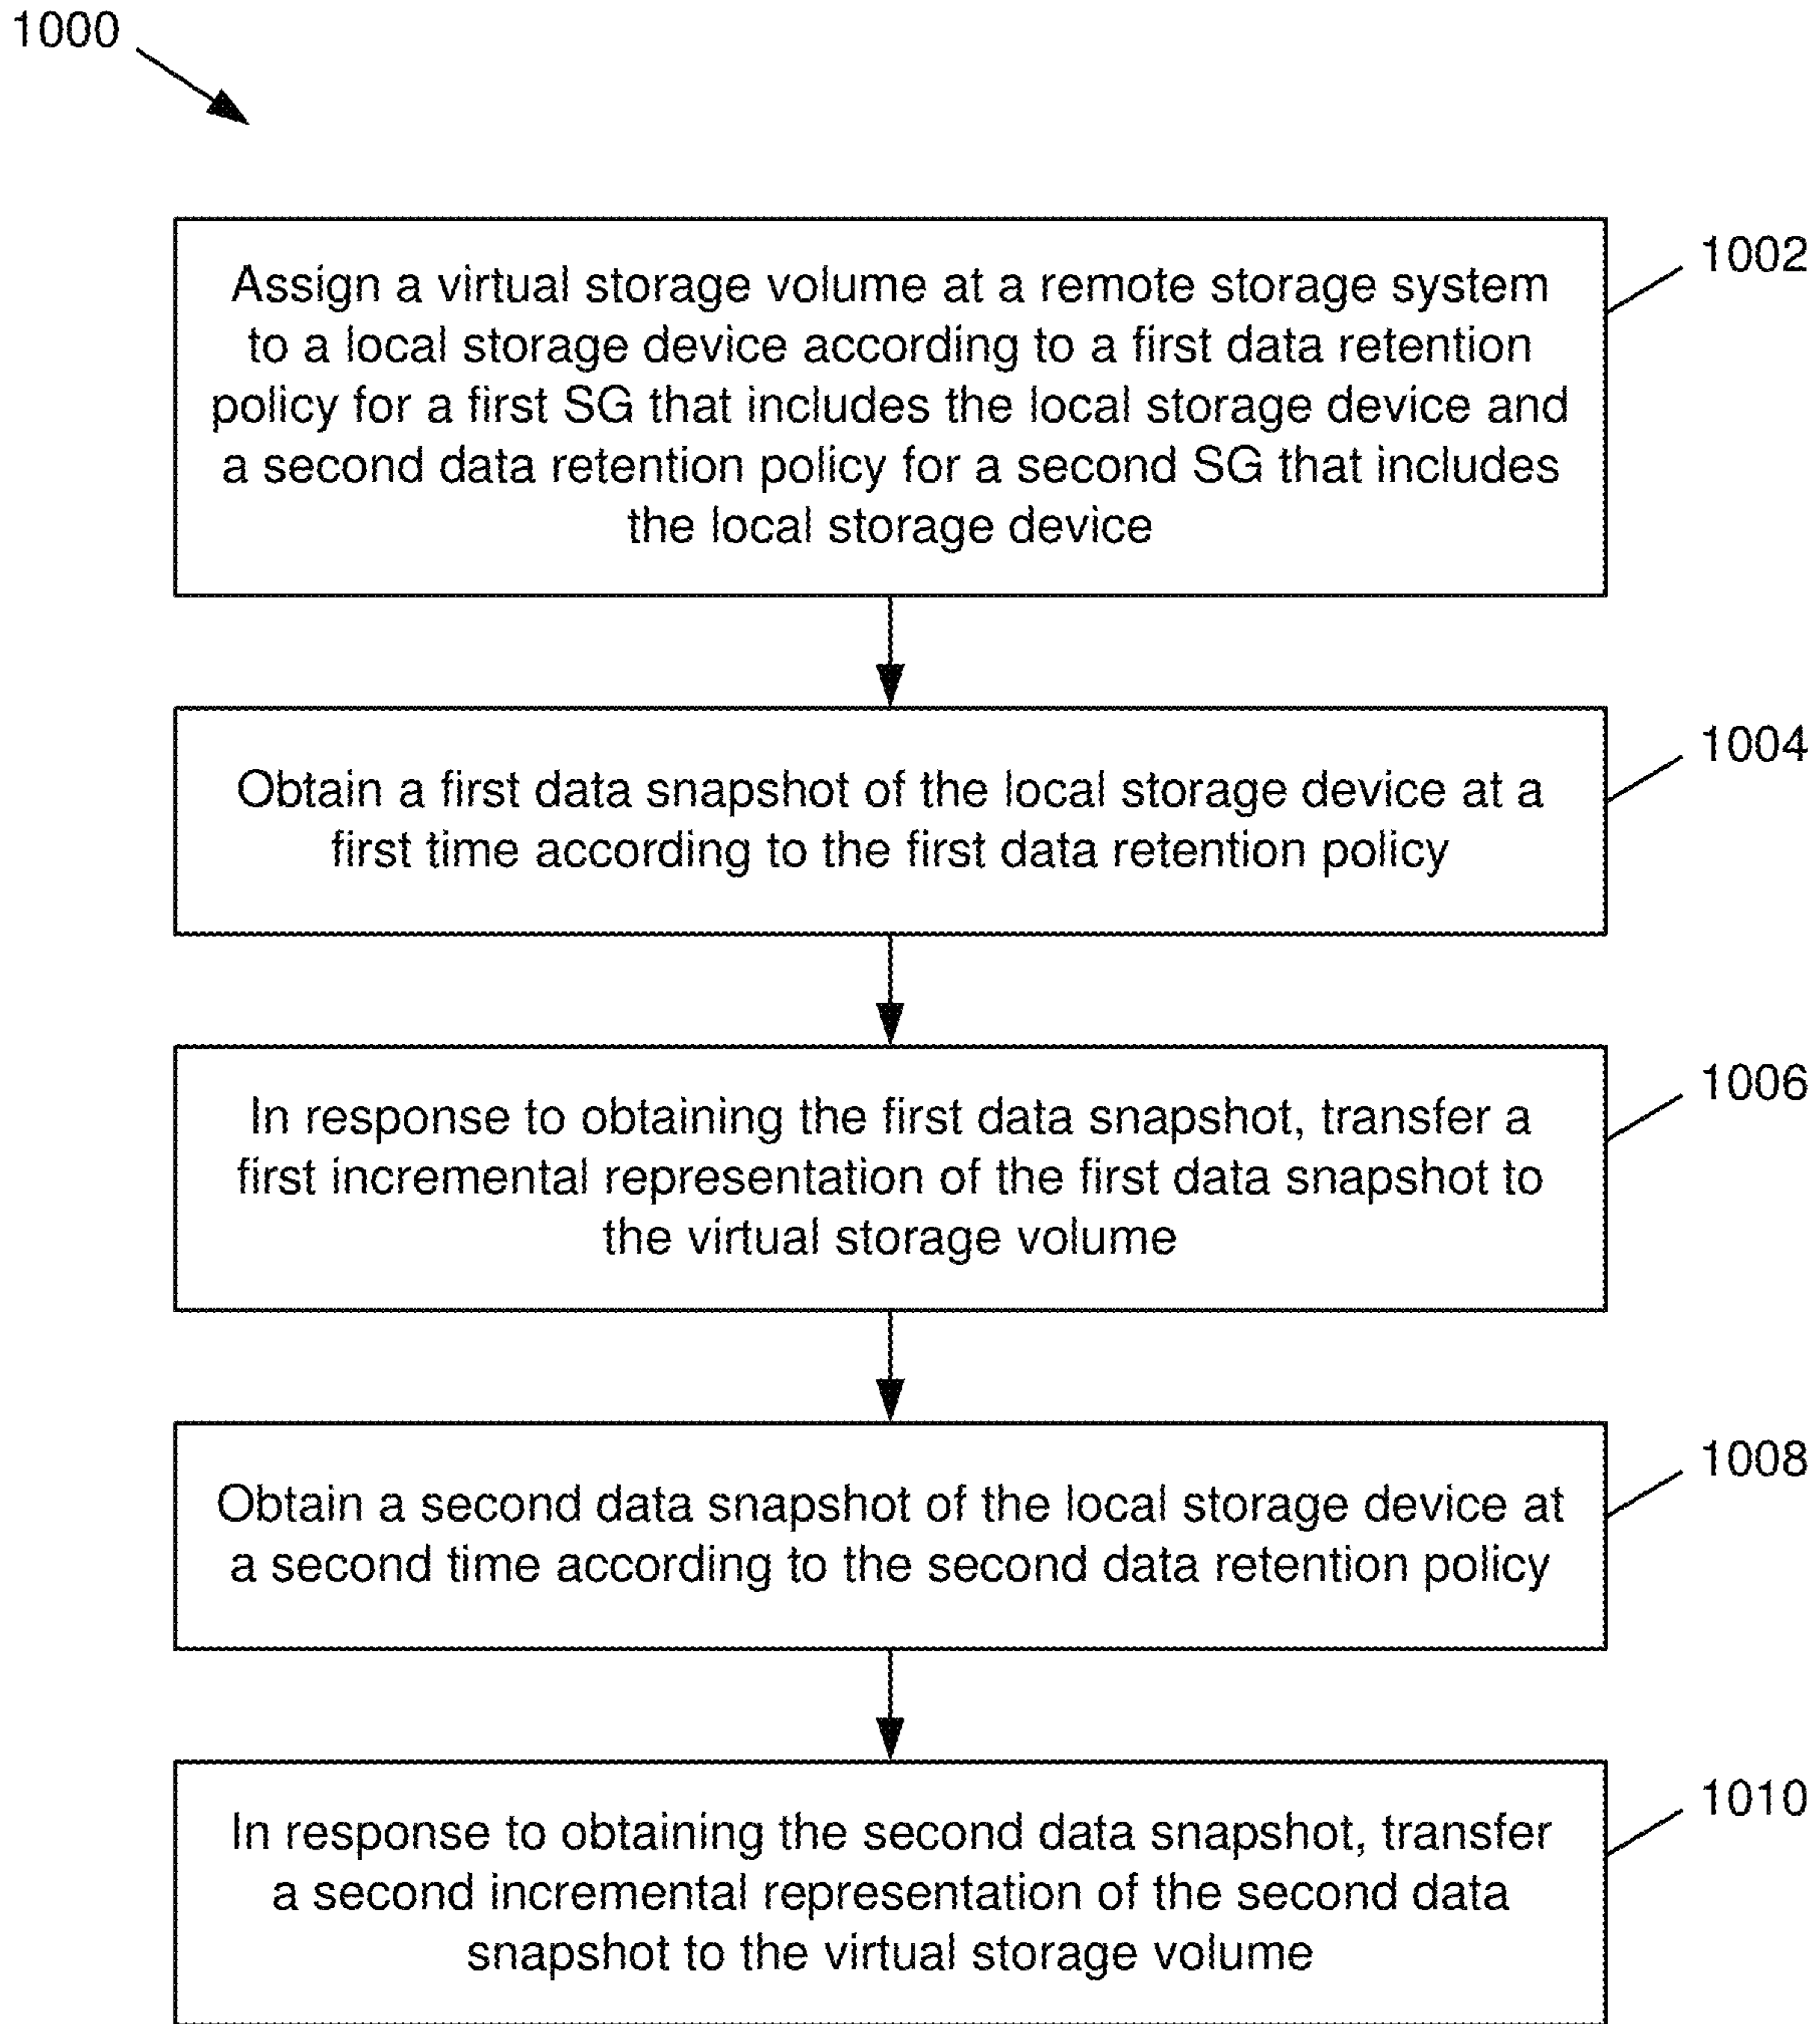 1000
Assign a virtual storage volume at a remote storage system
to a local storage device according to a first data retention
policy for a first SG that includes the local storage device and
a second data retention policy for a second SG that includes
the local storage device
1002
Obtain a first data snapshot of the local storage device at a
first time according to the first data retention policy
1004
In response to obtaining the first data snapshot, transfer a
first incremental representation of the first data snapshot to
the virtual storage volume
1006
Obtain a second data snapshot of the local storage device at
a second time according to the second data retention policy
1008
In response to obtaining the second data snapshot, transfer
a second incremental representation of the second data
snapshot to the virtual storage volume
1010